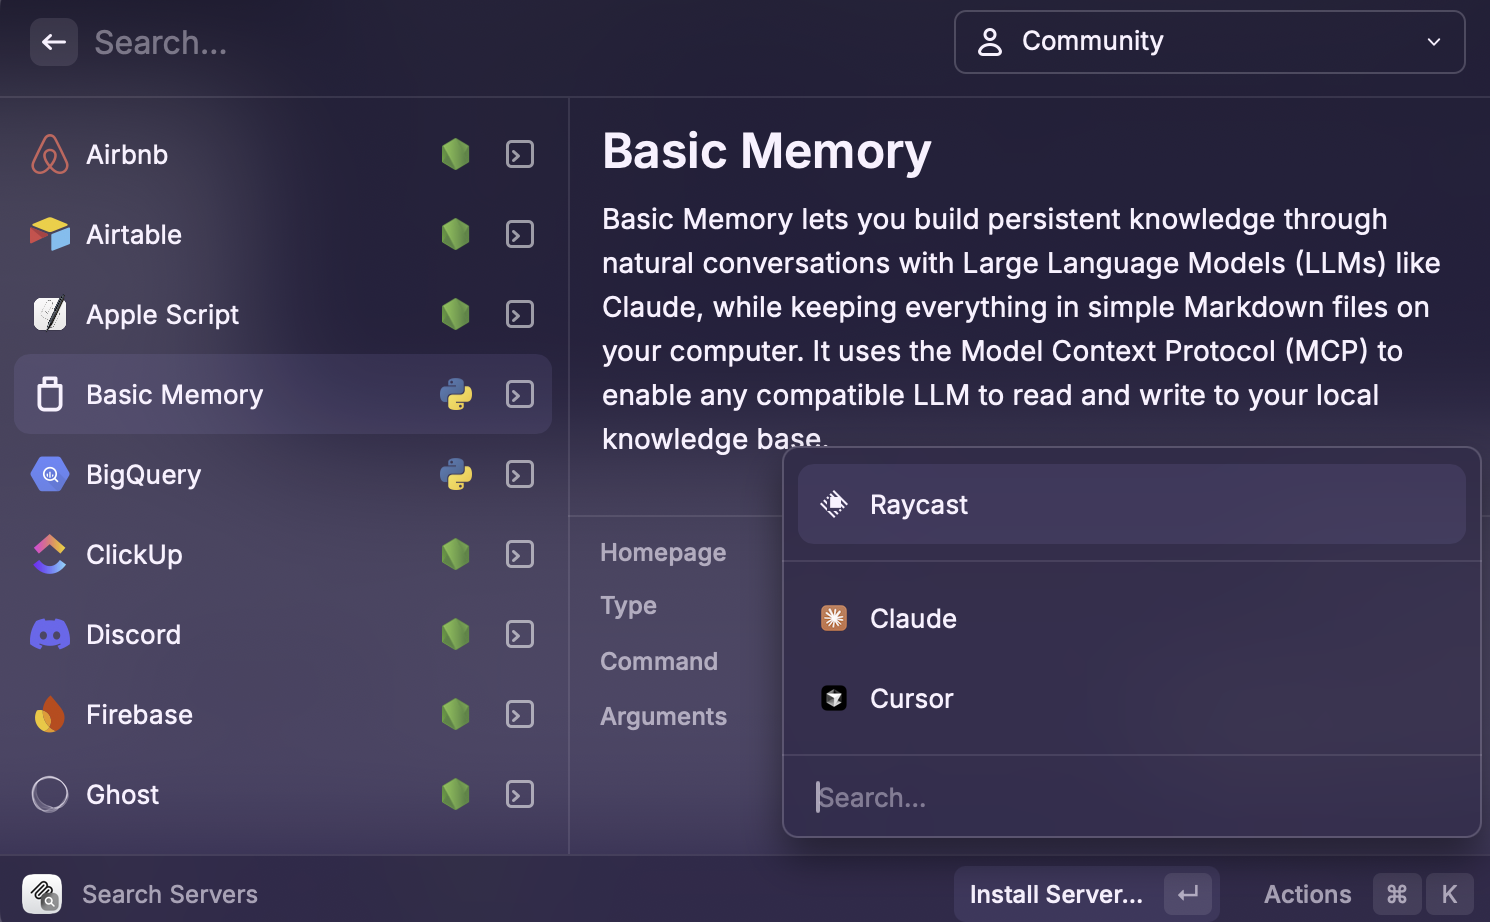 Search...
Community
Airbnb
Airtable
Apple Script
Basic Memory
BigQuery
ClickUp
Discord
Firebase
Ghost
Basic Memory
Basic Memory lets you build persistent knowledge through
natural conversations with Large Language Models (LLMs) like
Claude, while keeping everything in simple Markdown files on
your computer. It uses the Model Context Protocol (MCP) to
enable any compatible LLM to read and write to your local
knowledge base.
Homepage
Type
Command
Arguments
Raycast
Claude
Cursor
Search...
Search Servers
Install Server... ↵
Actions ⌘ K